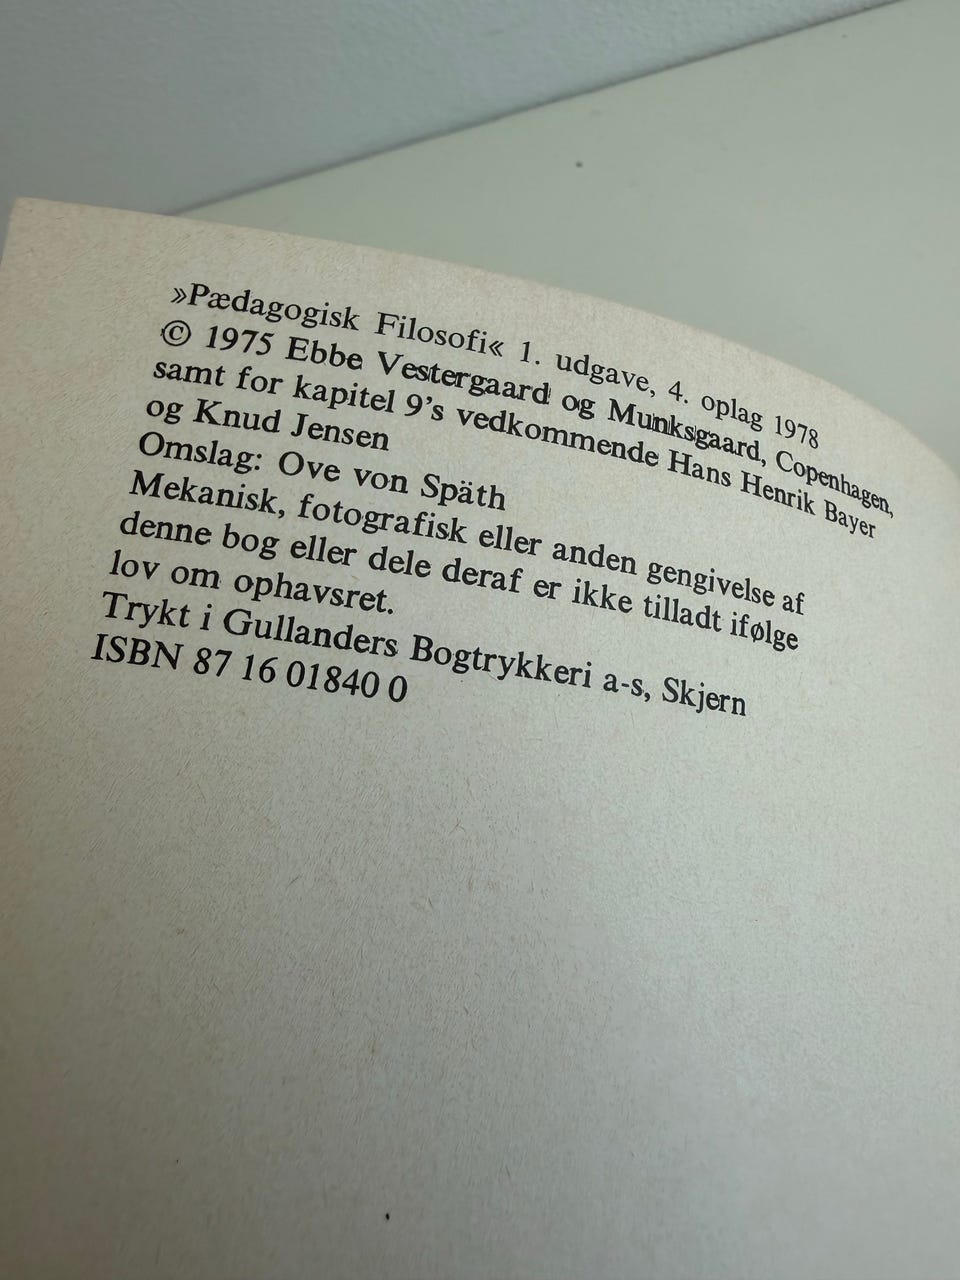 »Pædagogisk Filosofi« 1. udgave, 4. oplag 1978
© 1975 Ebbe Vestergaard og Munksgaard, Copenhagen,
samt for kapitel 9's vedkommende Hans Henrik Bayer
og Knud Jensen
Omslag: Ove von Späth
Mekanisk, fotografisk eller anden gengivelse af
denne bog eller dele deraf er ikke tilladt ifølge
lov om ophavsret.
Trykt i Gullanders Bogtrykkeri a-s, Skjern
ISBN 87 16 01840 0